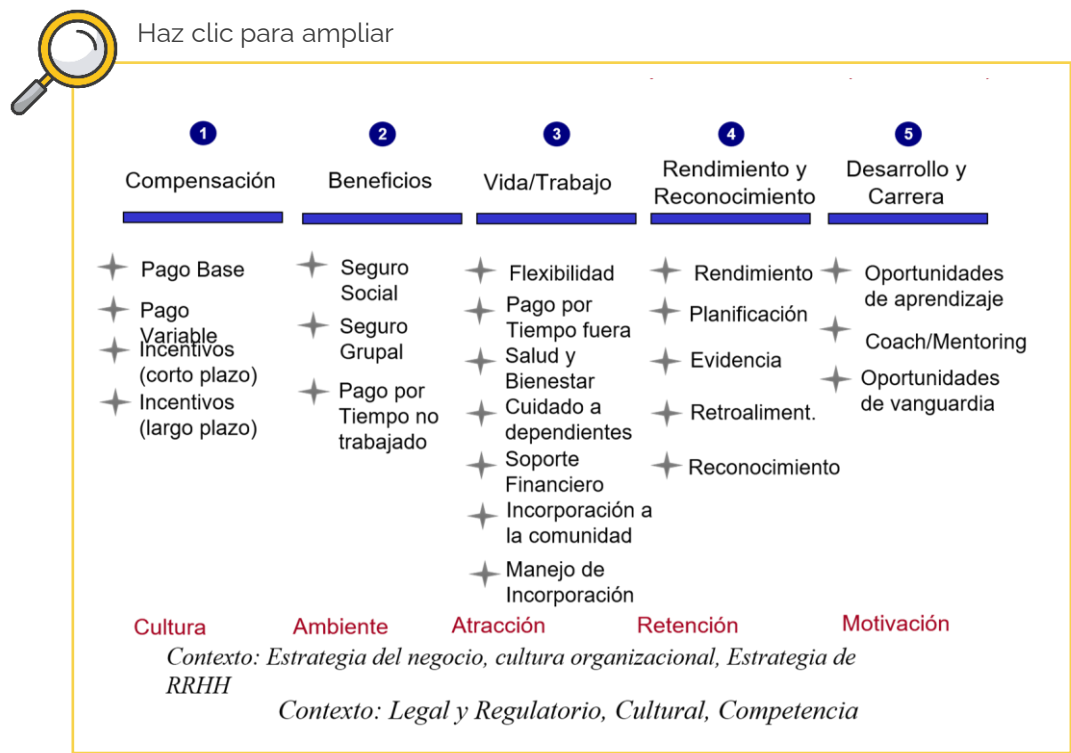 Haz clic para ampliar
1
Compensación
Pago Base
Pago
Variable
Incentivos
(corto plazo)
Incentivos
(largo plazo)
2
Beneficios
Seguro
Social
Seguro
Grupal
Pago por
Tiempo no
trabajado
3
Vida/Trabajo
Flexibilidad
Pago por
Tiempo fuera
Salud y
Bienestar
Cuidado a
dependientes
Soporte
Financiero
Incorporación a
la comunidad
Manejo de
Incorporación
4
Rendimiento y
Reconocimiento
Rendimiento
Planificación
Evidencia
Retroaliment.
Reconocimiento
5
Desarrollo y
Carrera
Oportunidades
de aprendizaje
Coach/Mentoring
Oportunidades
de vanguardia
Cultura
Ambiente
Atracción
Retención
Motivación
Contexto: Estrategia del negocio, cultura organizacional, Estrategia de
RRHH
Contexto: Legal y Regulatorio, Cultural, Competencia